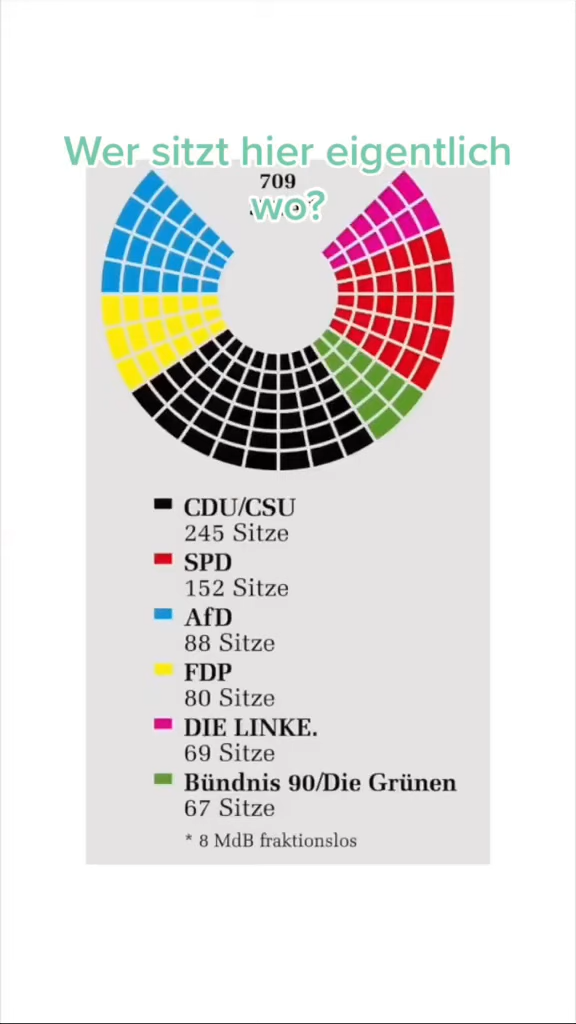 Wer sitzt hier eigentlich
709
wo?
CDU/CSU
245 Sitze
SPD
152 Sitze
AfD
88 Sitze
FDP
80 Sitze
DIE LINKE.
69 Sitze
Bündnis 90/Die Grünen
67 Sitze
* 8 MdB fraktionslos